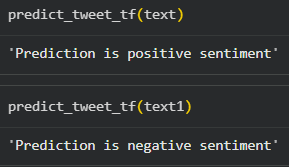 predict_tweet_tf(text)
'Prediction is positive sentiment'
predict_tweet_tf(text1)
'Prediction is negative sentiment'